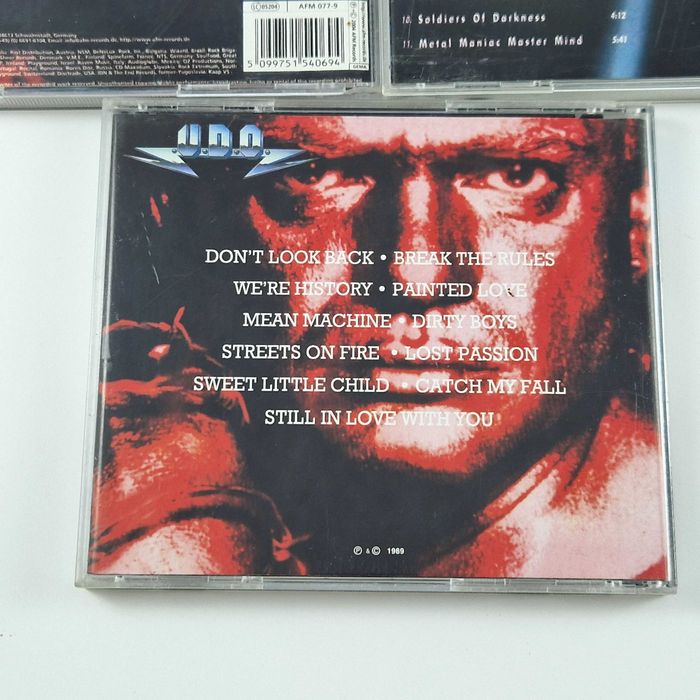 LC 05204
AFM 077-9
5 099751 540694
GEMA
10. Soldiers Of Darkness 4:12
11. Metal Maniac Master Mind 5:41
.U.D.O.
DON'T LOOK BACK • BREAK THE RULES
WE'RE HISTORY • PAINTED LOVE
MEAN MACHINE • DIRTY BOYS
STREETS ON FIRE • LOST PASSION
SWEET LITTLE CHILD • CATCH MY FALL
STILL IN LOVE WITH YOU
℗ & © 1989